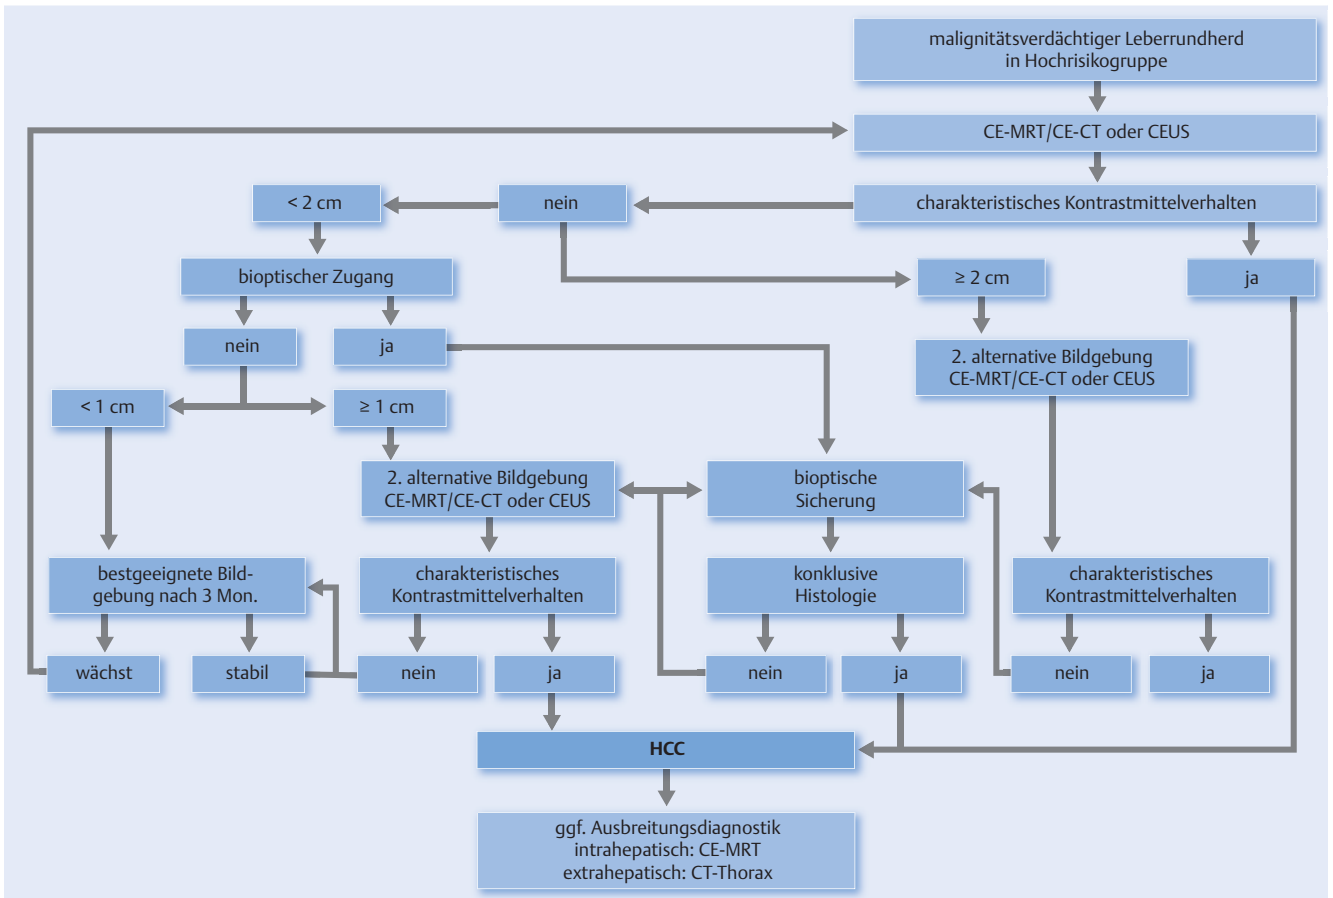 malignitätsverdächtiger Leberrundherd
in Hochrisikogruppe
CE-MRT/CE-CT oder CEUS
< 2 cm
nein
charakteristisches Kontrastmittelverhalten
bioptischer Zugang
≥ 2 cm
ja
nein
ja
2. alternative Bildgebung
CE-MRT/CE-CT oder CEUS
< 1 cm
≥ 1 cm
2. alternative Bildgebung
CE-MRT/CE-CT oder CEUS
bioptische
Sicherung
bestgeeignete Bild-
gebung nach 3 Mon.
charakteristisches
Kontrastmittelverhalten
konklusive
Histologie
charakteristisches
Kontrastmittelverhalten
wächst
stabil
nein
ja
nein
ja
nein
ja
HCC
ggf. Ausbreitungsdiagnostik
intrahepatisch: CE-MRT
extrahepatisch: CT-Thorax